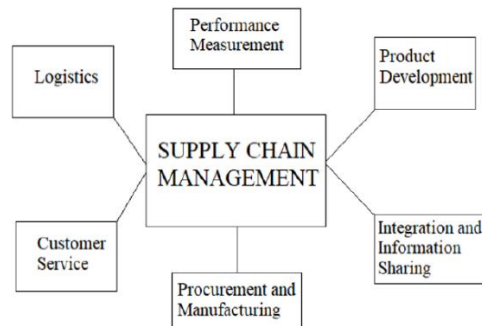 Performance
Measurement
Logistics
Product
Development
SUPPLY CHAIN
MANAGEMENT
Customer
Service
Integration and
Information
Sharing
Procurement and
Manufacturing